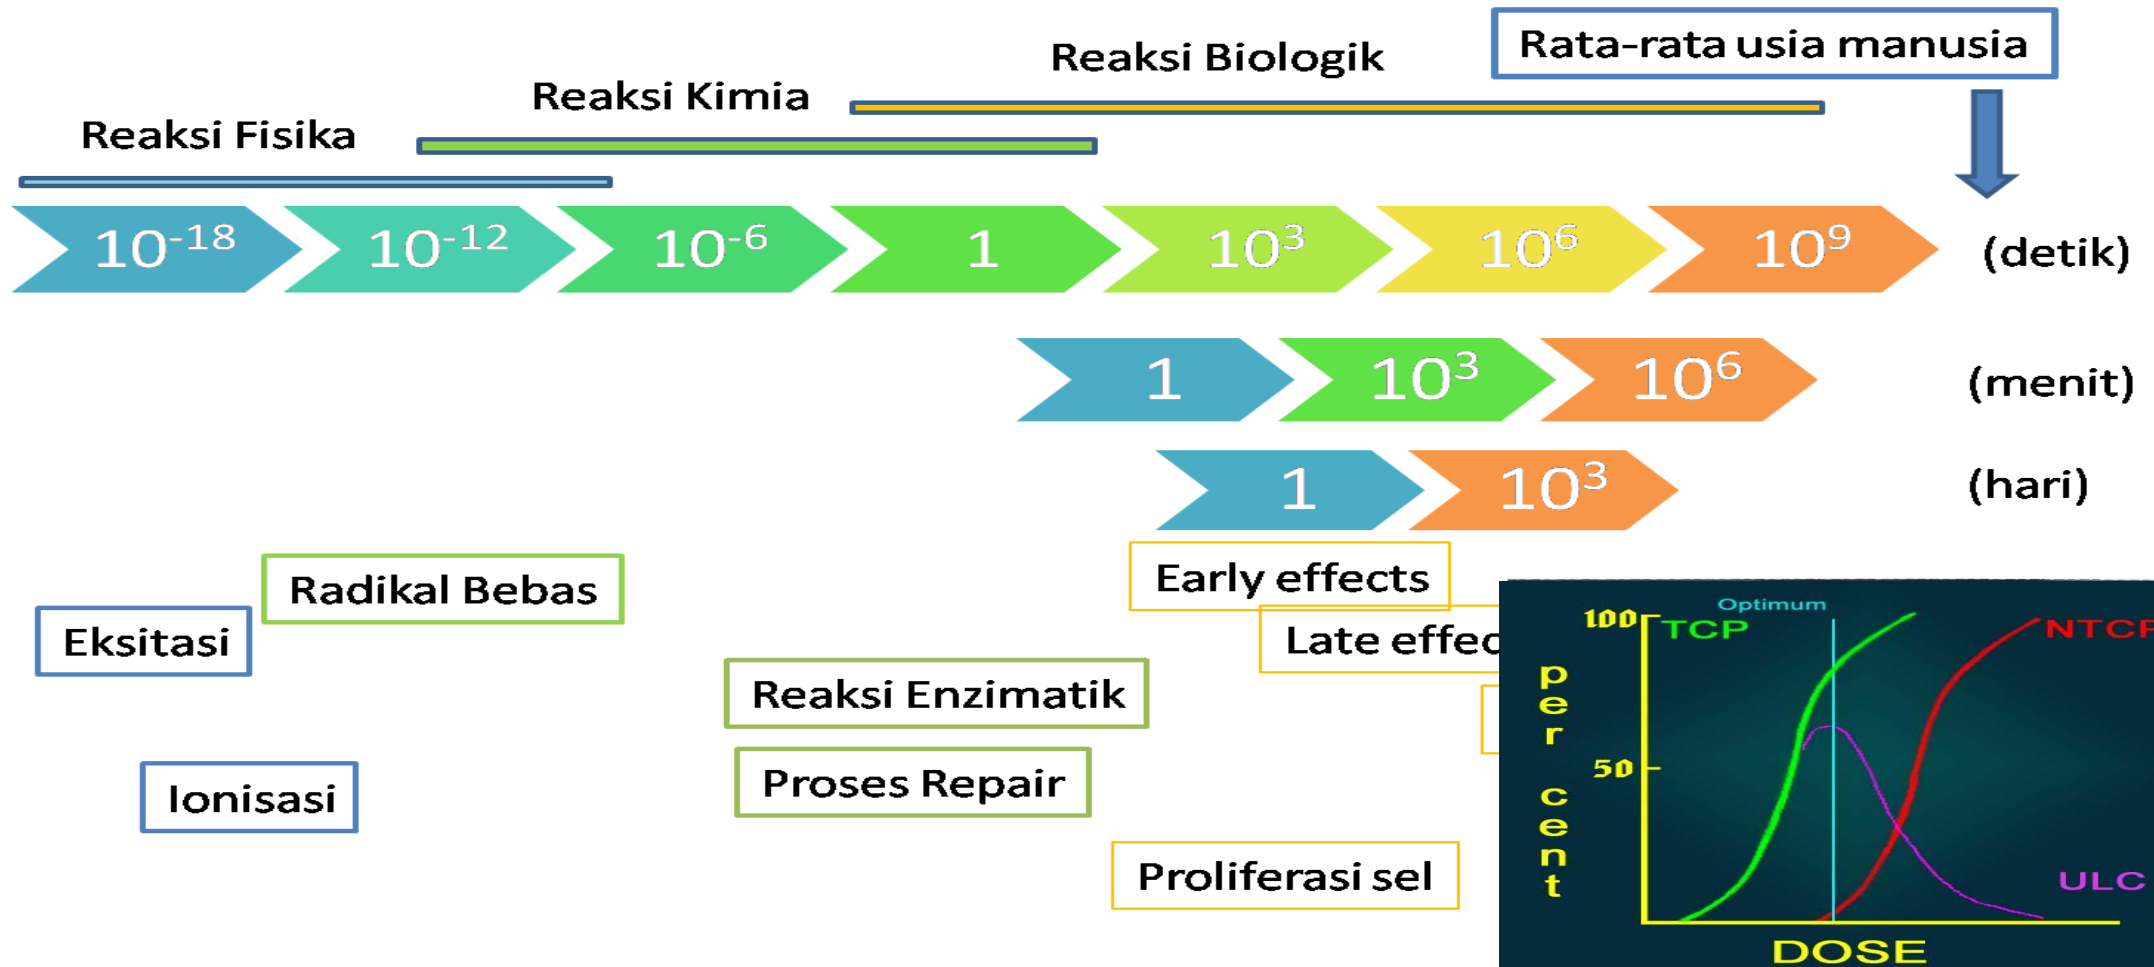 Rata-rata usia manusia
Reaksi Biologik
Reaksi Kimia
Reaksi Fisika
10⁻¹⁸ 10⁻¹² 10⁻⁶ 1 10³ 10⁶ 10⁹ (detik)
1 10³ 10⁶ (menit)
1 10³ (hari)
Early effects
Radikal Bebas
Late effec
Eksitasi
Reaksi Enzimatik
Proses Repair
Ionisasi
Proliferasi sel
Optimum
100 TCP NTCP
per cent
50
ULC
DOSE